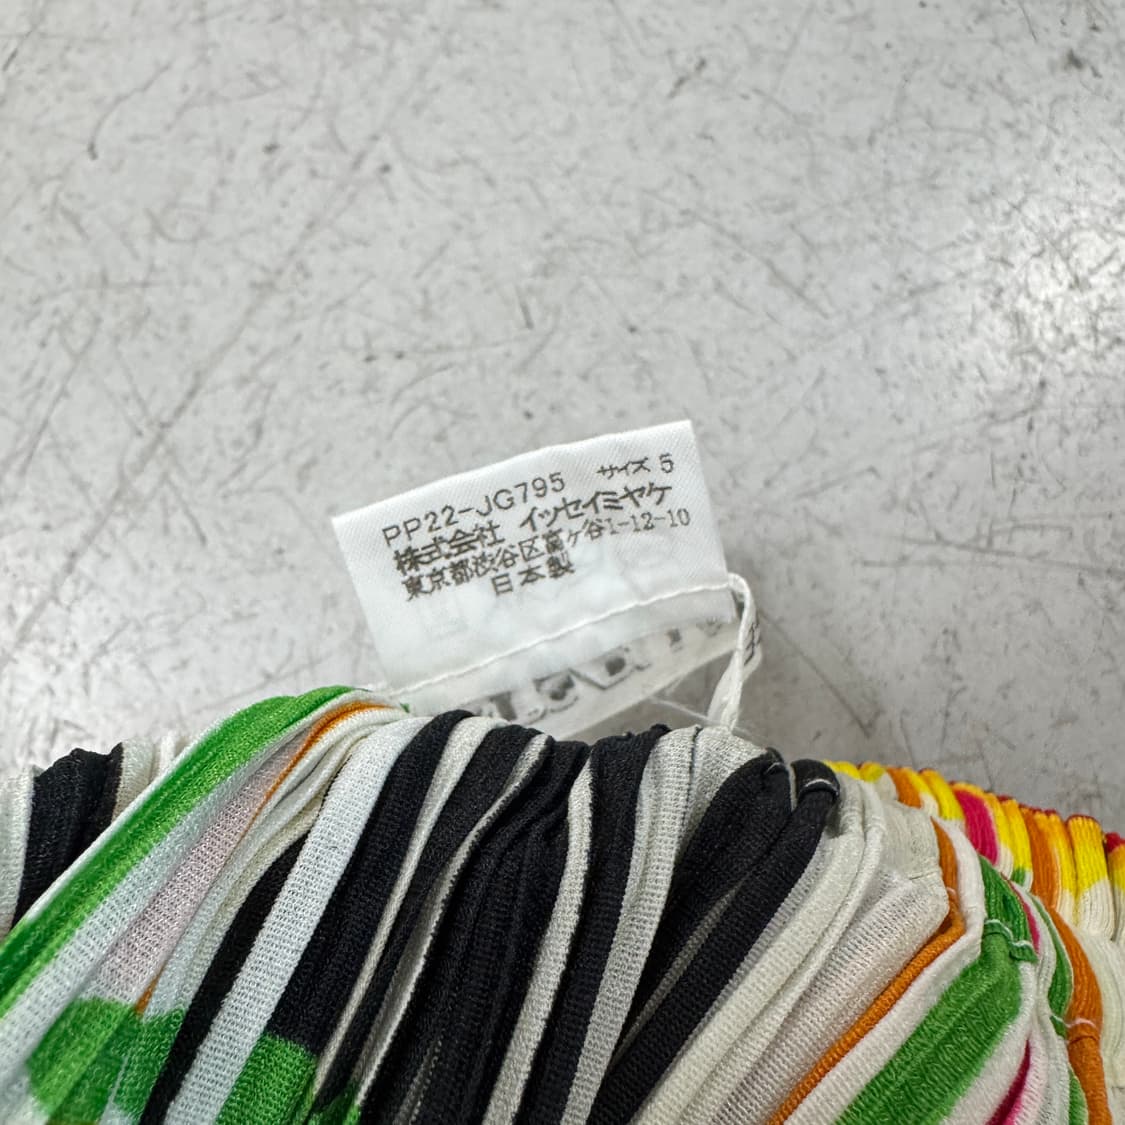 PP22-JG795 サイズ 5
株式会社 イッセイミヤケ
東京都渋谷区富ヶ谷1-12-10
日本製